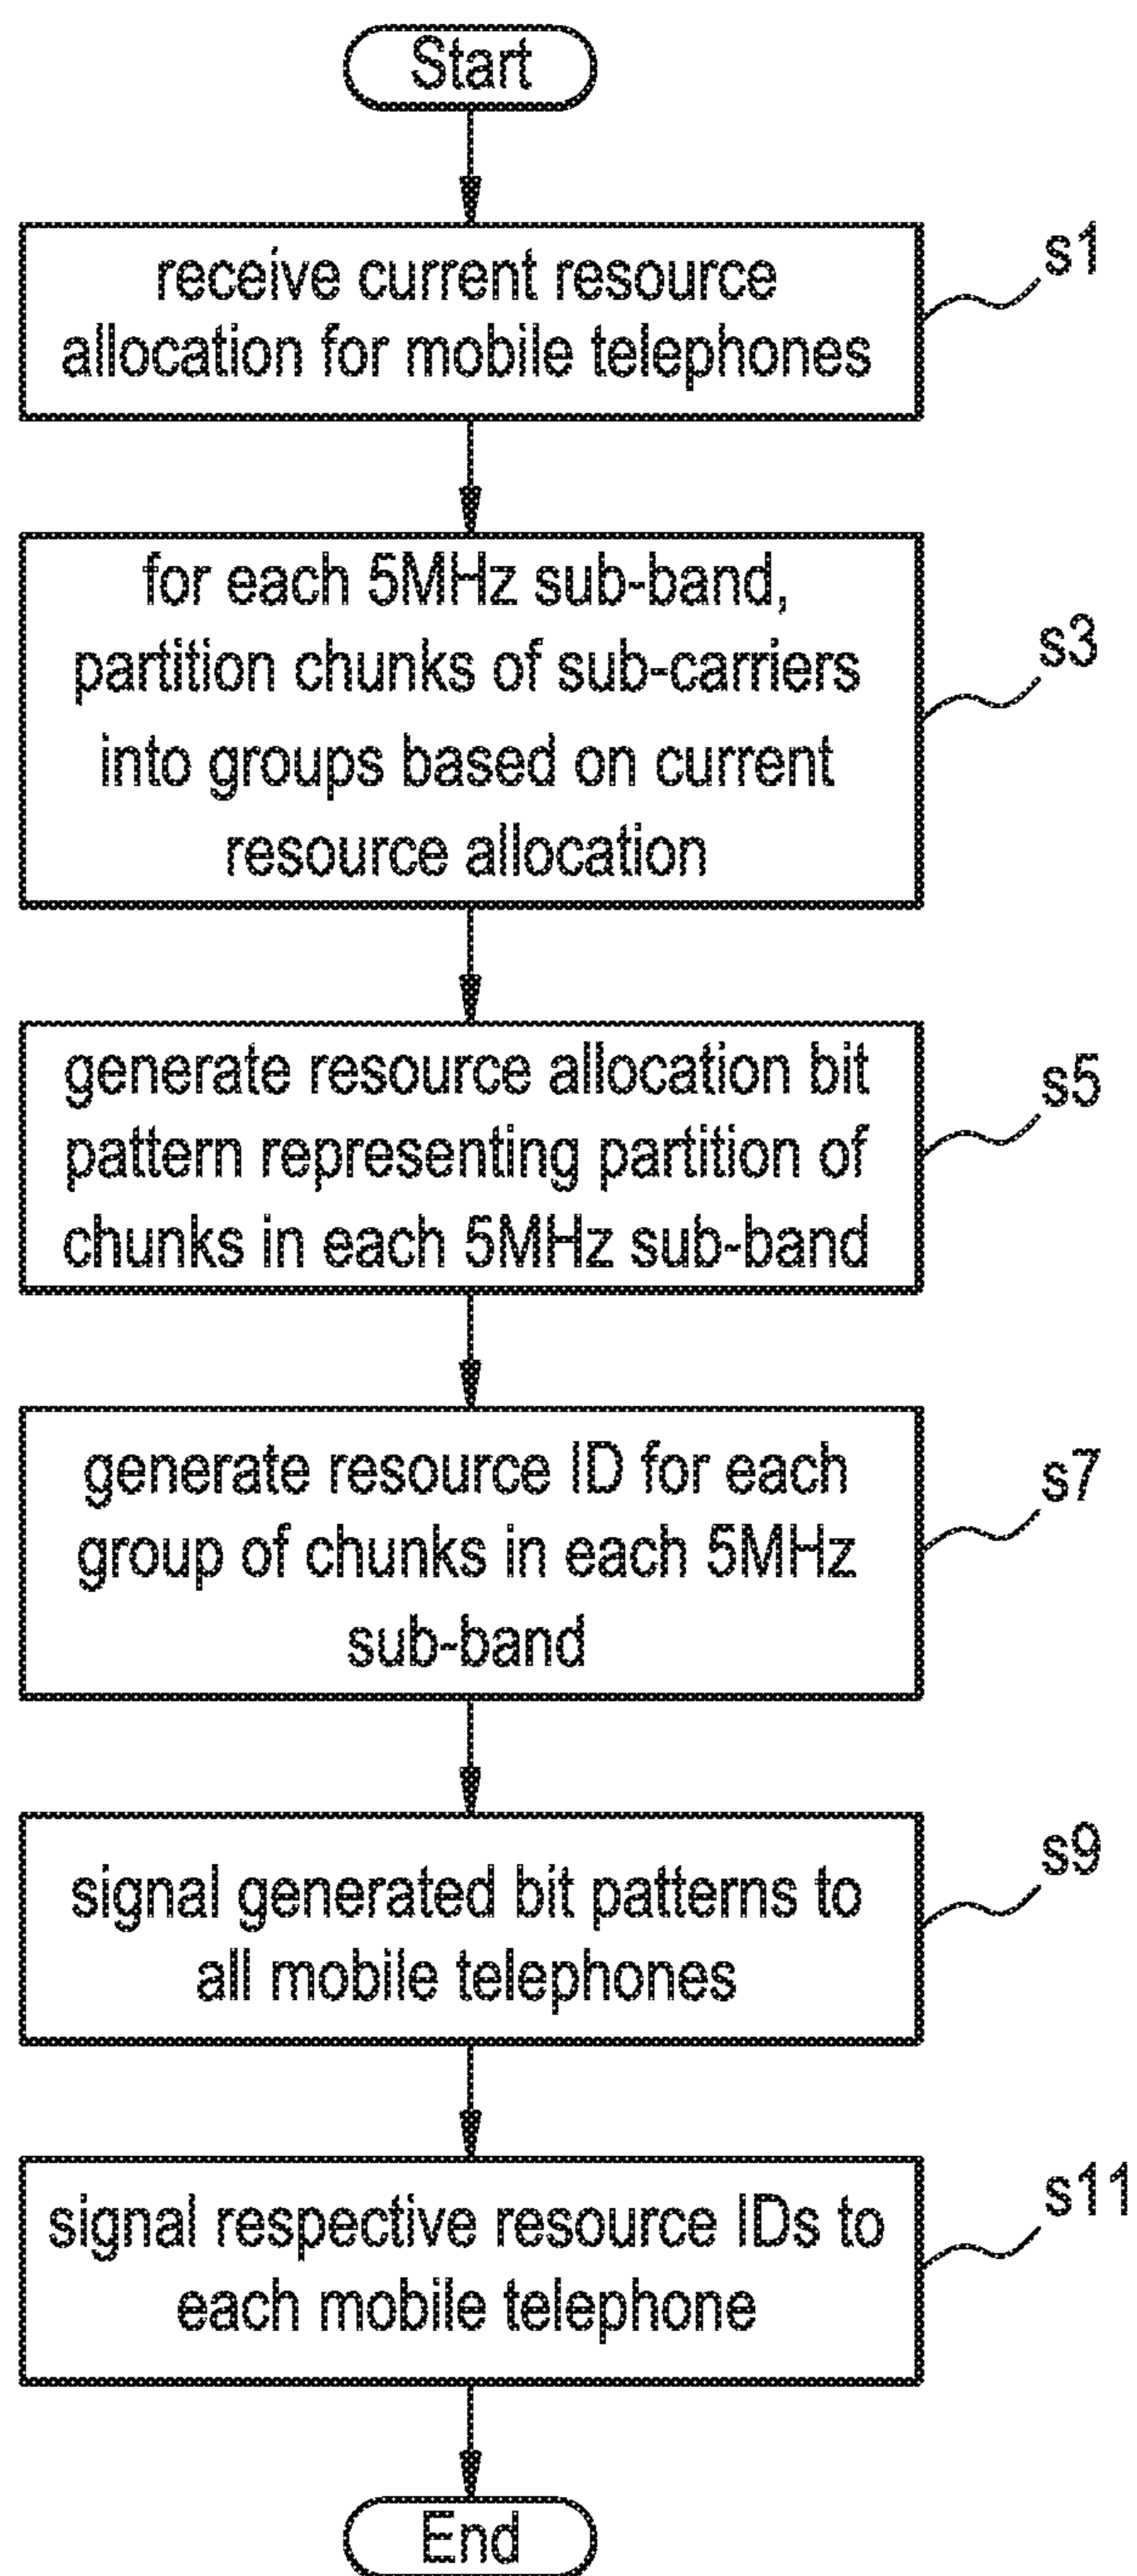 Start
receive current resource
allocation for mobile telephones
s1
for each 5MHz sub-band,
partition chunks of sub-carriers
into groups based on current
resource allocation
s3
generate resource allocation bit
pattern representing partition of
chunks in each 5MHz sub-band
s5
generate resource ID for each
group of chunks in each 5MHz
sub-band
s7
signal generated bit patterns to
all mobile telephones
s9
signal respective resource IDs to
each mobile telephone
s11
End